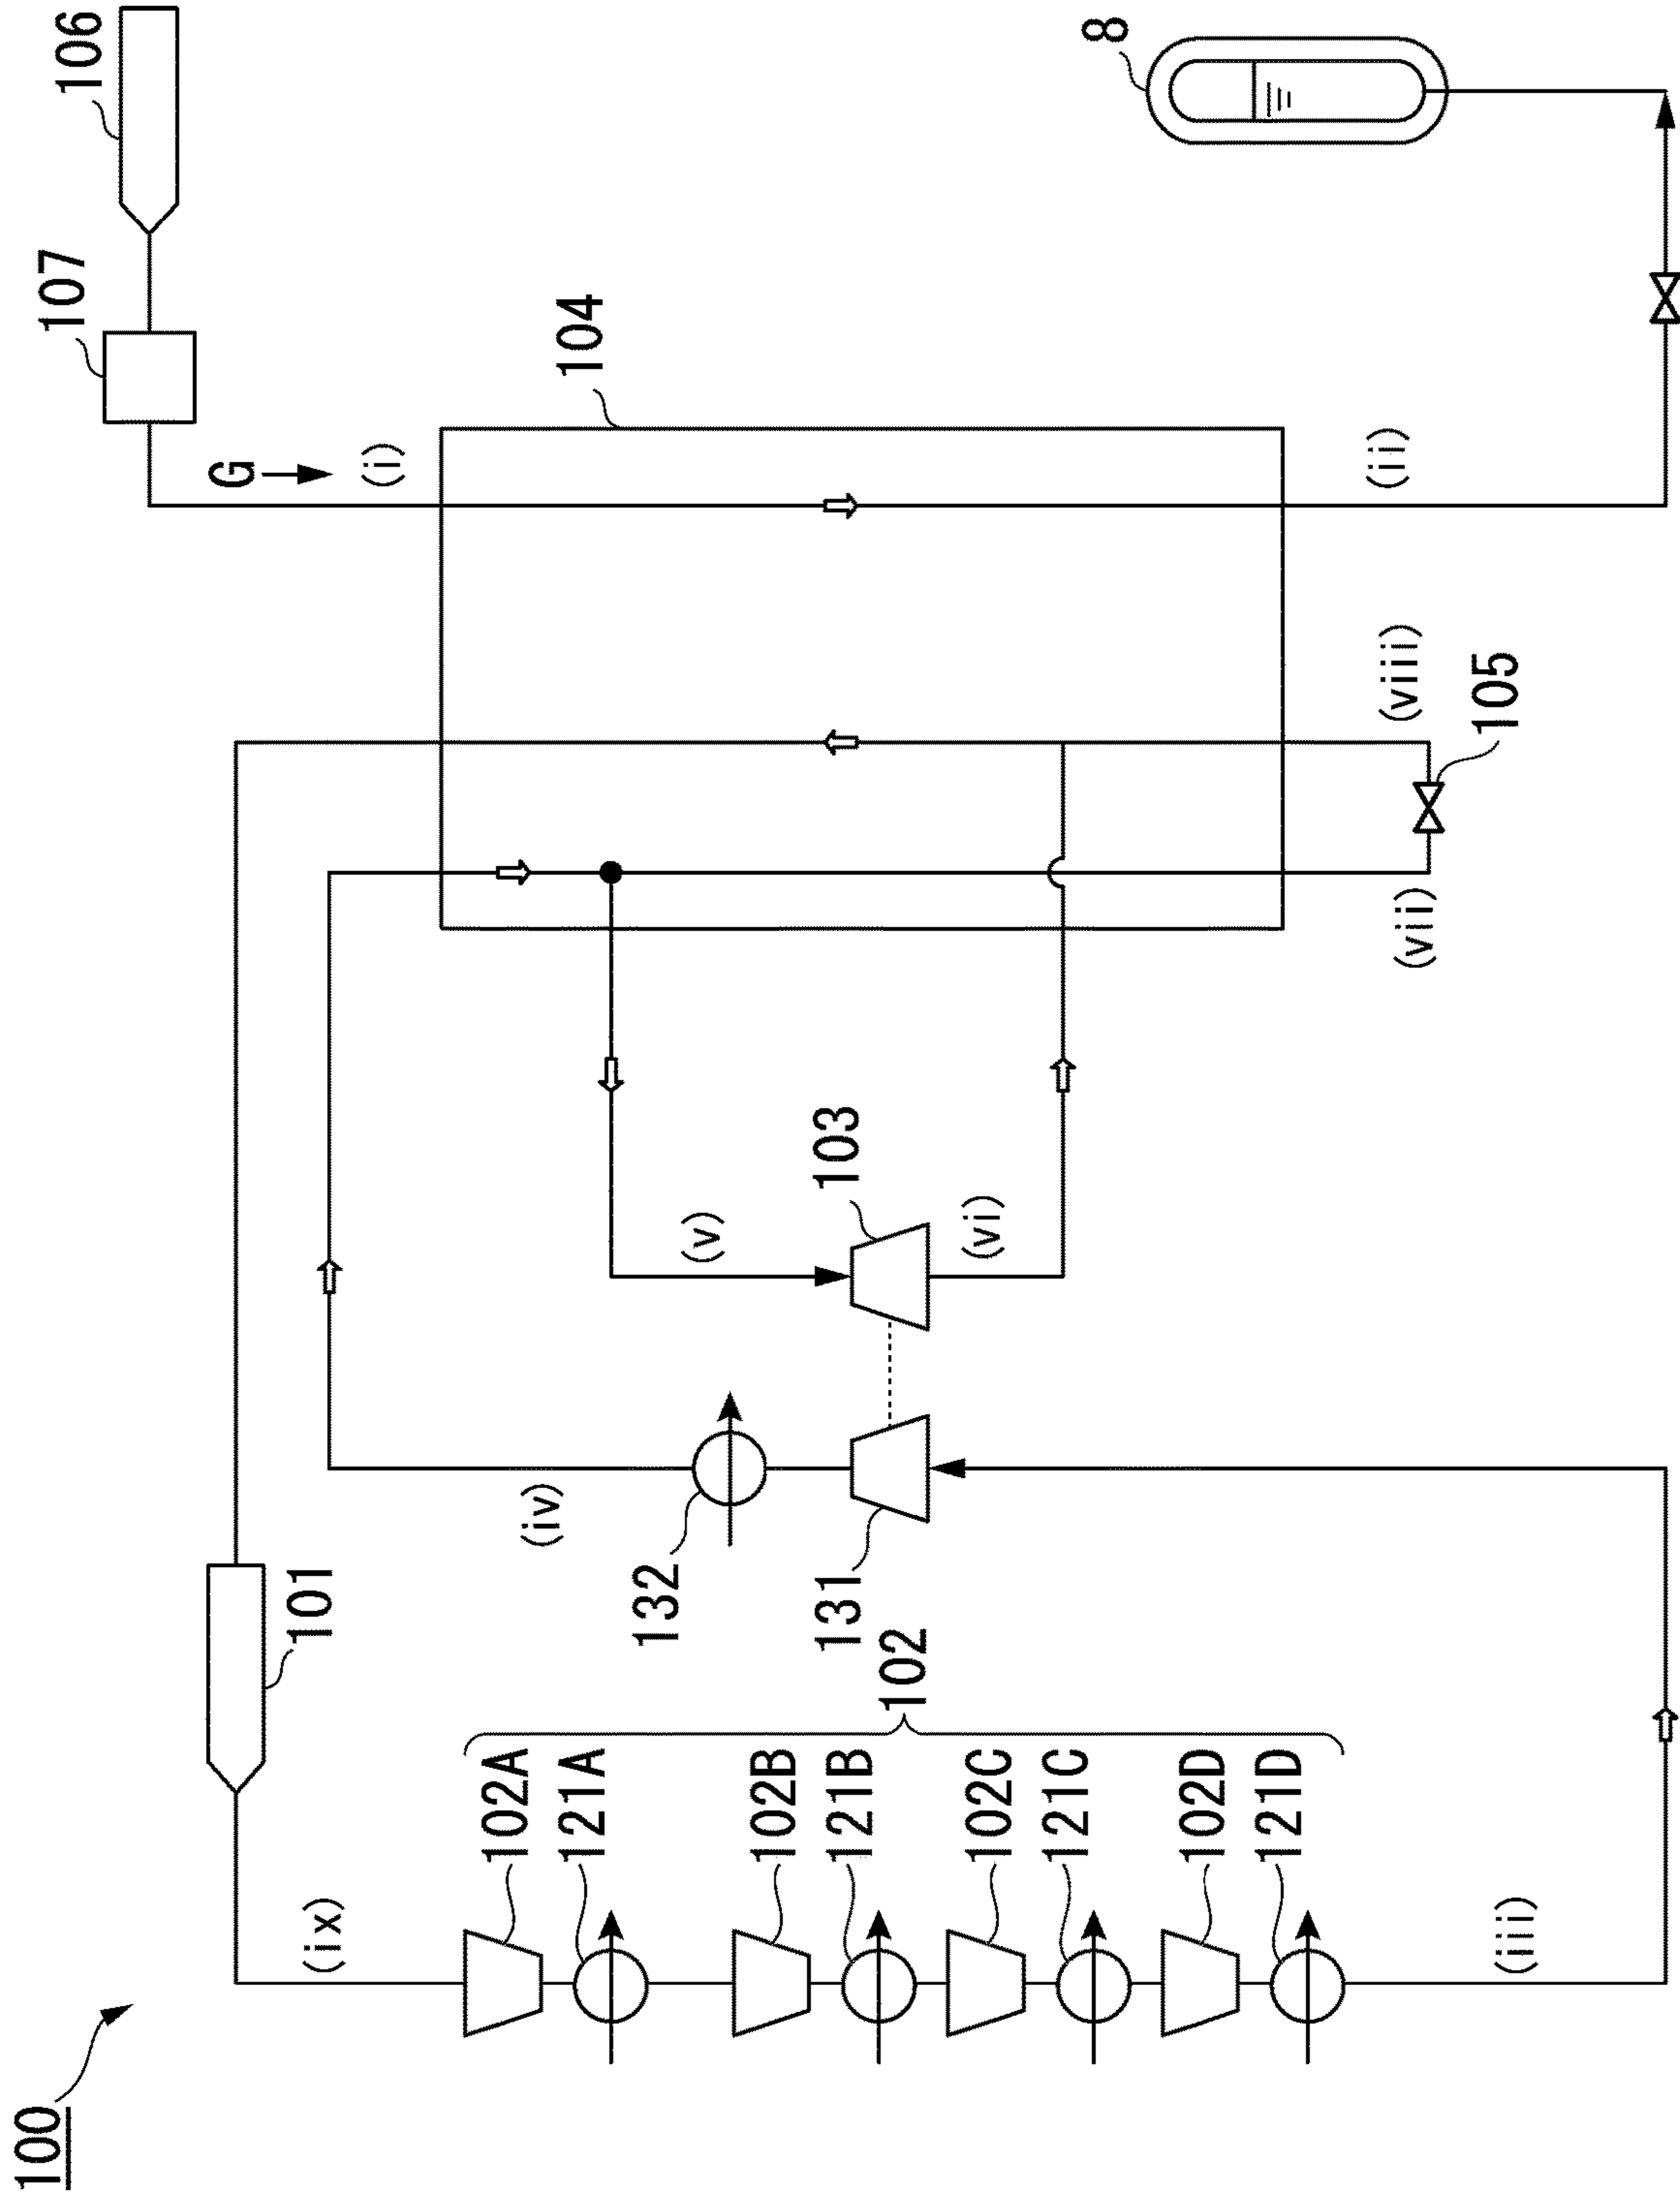 100
107
106
G
(ix)
101
(i)
102A
(iv)
121A
104
132
(v)
102B
131
103
121B
102
(vi)
102C
121C
8
102D
121D
(ii)
(viii)
(vii)
105
(iii)